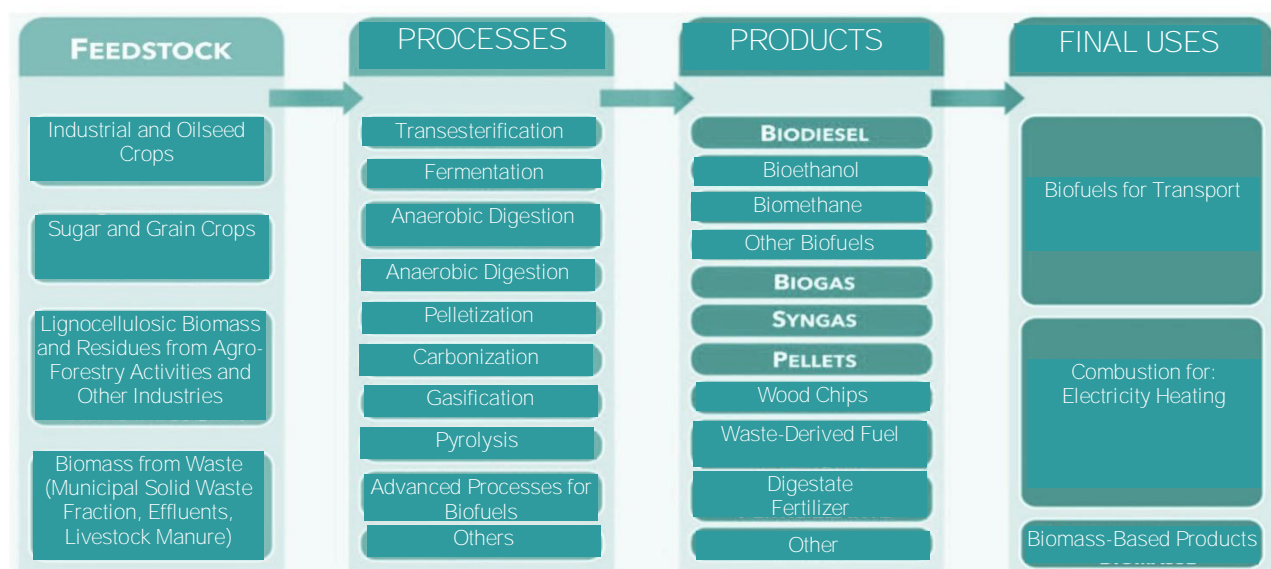 FEEDSTOCK
Industrial and Oilseed
Crops
Sugar and Grain Crops
Lignocellulosic Biomass
and Residues from Agro-
Forestry Activities and
Other Industries
Biomass from Waste
(Municipal Solid Waste
Fraction, Effluents,
Livestock Manure)
PROCESSES
Transesterification
Fermentation
Anaerobic Digestion
Anaerobic Digestion
Pelletization
Carbonization
Gasification
Pyrolysis
Advanced Processes for
Biofuels
Others
PRODUCTS
BIODIESEL
Bioethanol
Biomethane
Other Biofuels
BIOGAS
SYNGAS
PELLETS
Wood Chips
Waste-Derived Fuel
Digestate
Fertilizer
Other
FINAL USES
Biofuels for Transport
Combustion for:
Electricity Heating
Biomass-Based Products